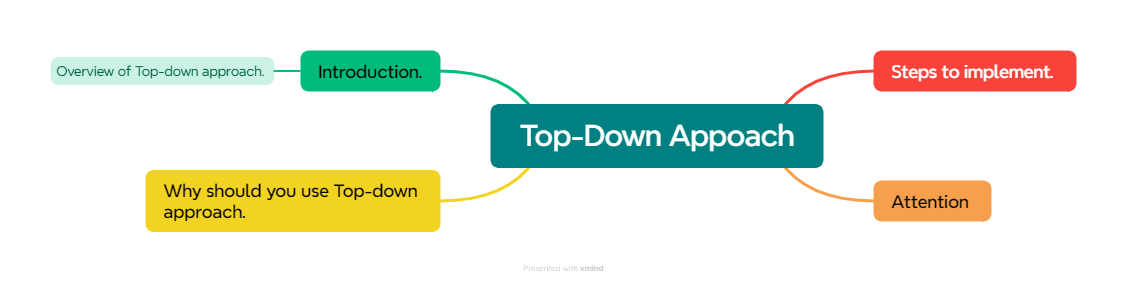 Overview of Top-down approach.
Introduction.
Steps to implement.
Top-Down Appoach
Why should you use Top-down
approach.
Attention
Presented with xmind